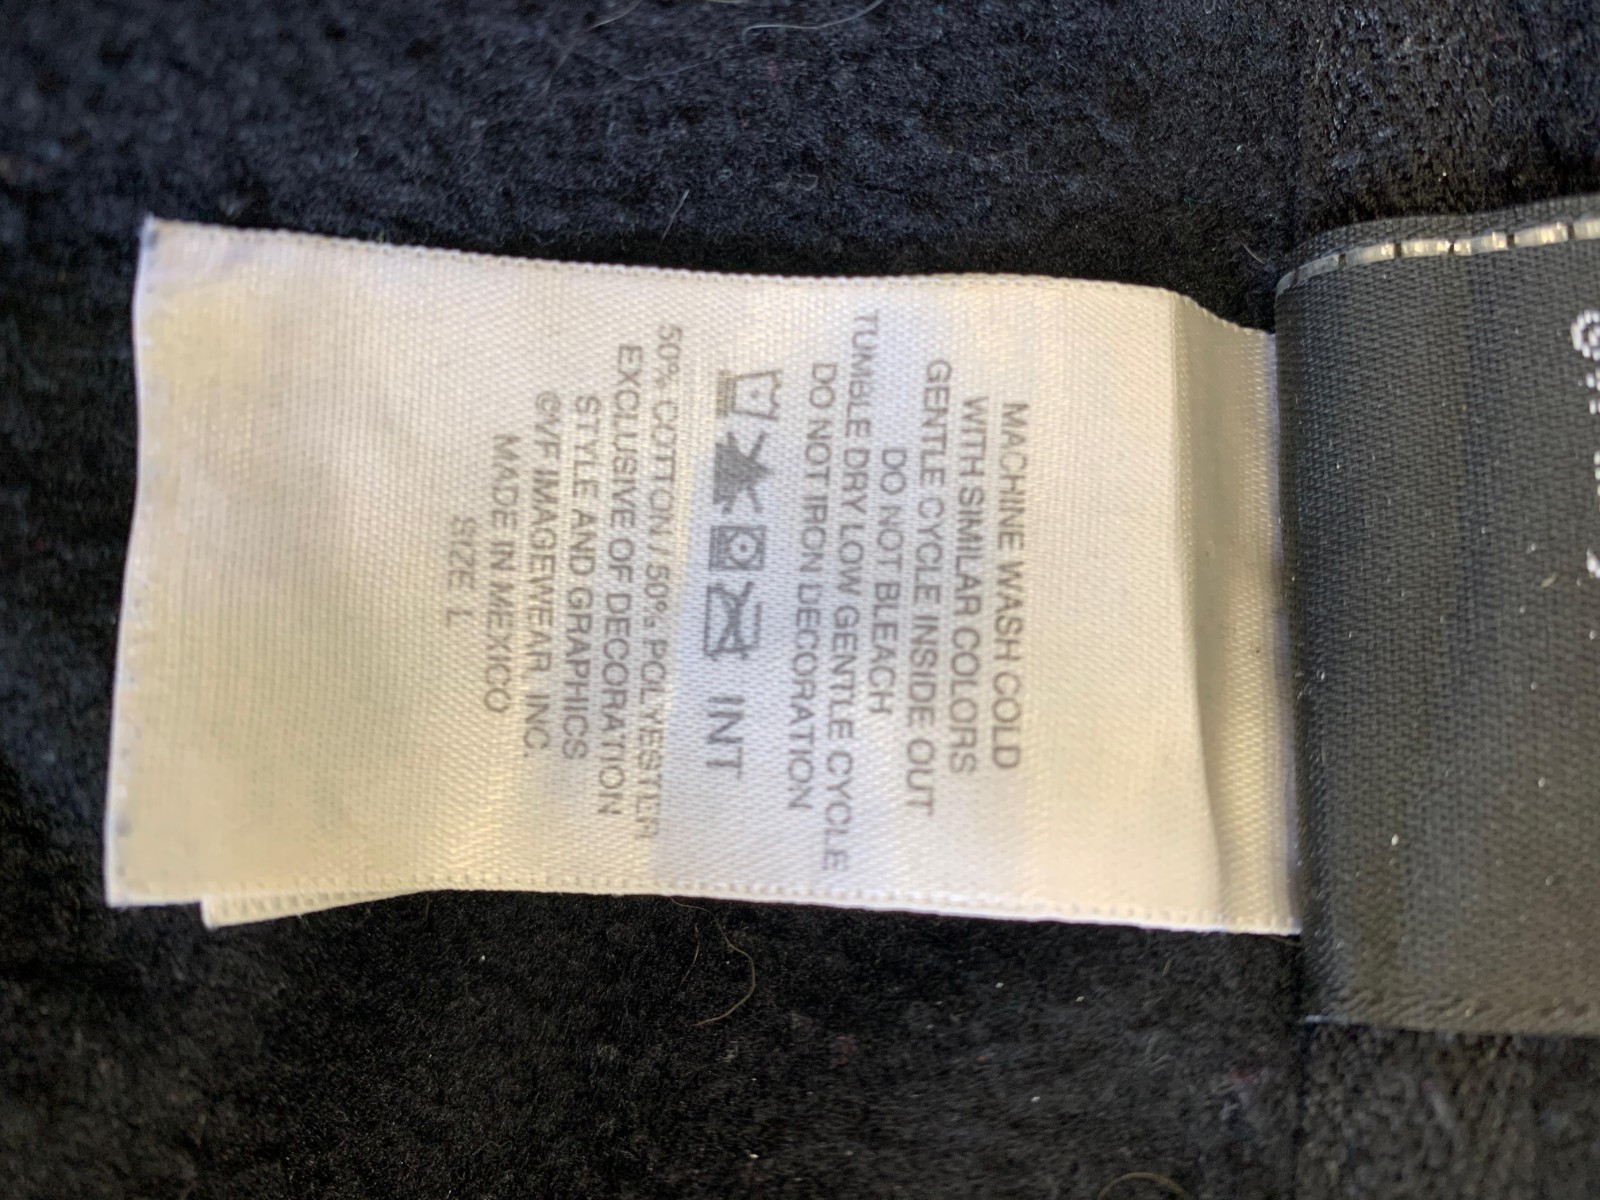 MACHINE WASH COLD
WITH SIMILAR COLORS
GENTLE CYCLE INSIDE OUT
DO NOT BLEACH
TUMBLE DRY LOW GENTLE CYCLE
DO NOT IRON DECORATION
INT
50% COTTON / 50% POLYESTER
EXCLUSIVE OF DECORATION
STYLE AND GRAPHICS
©VF IMAGEWEAR, INC.
MADE IN MEXICO
SIZE L